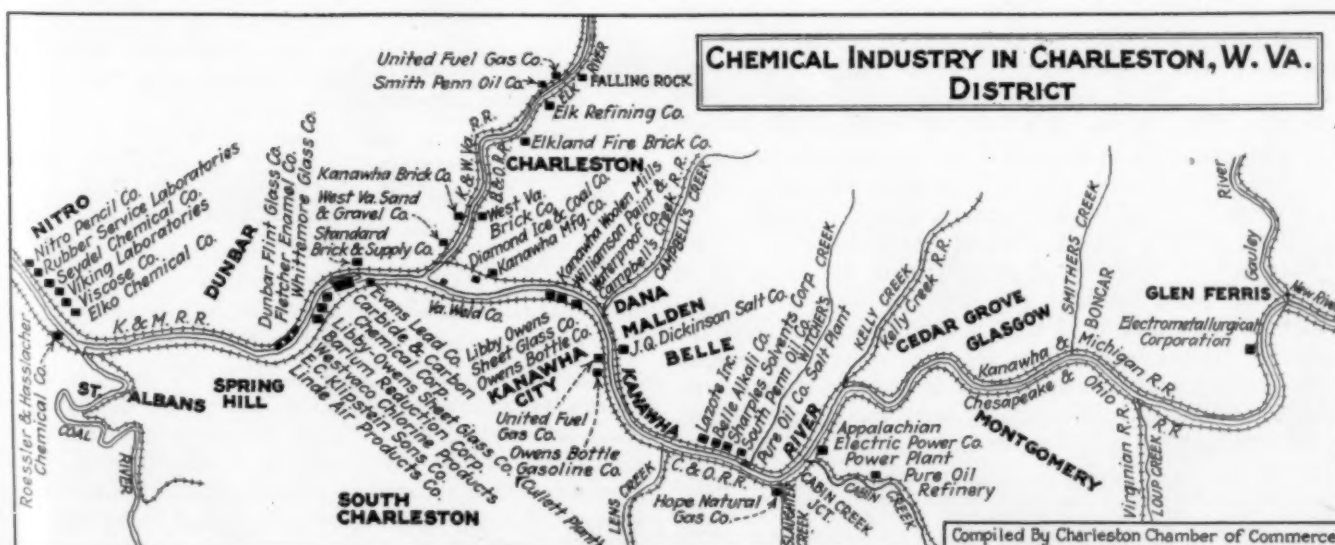 CHEMICAL INDUSTRY IN CHARLESTON, W. VA.
DISTRICT
United Fuel Gas Co.
Smith Penn Oil Co.
ELK
RIVER
FALLING ROCK
Elk Refining Co.
Elkland Fire Brick Co.
K. & W. Va. R.R.
B. & O. R.R.
CHARLESTON
Kanawha Brick Co.
West Va. Sand
& Gravel Co.
Standard
Brick & Supply Co.
West Va.
Brick Co.
Diamond Ice & Coal Co.
Kanawha Mfg. Co.
Va. Weld Co.
Kanawha Woolen Mills
Williamson Paint &
Waterproof Co.
Campbell's Creek R.R.
CAMPBELL'S CREEK
NITRO
Nitro Pencil Co.
Rubber Service Laboratories
Seydel Chemical Co.
Viking Laboratories
Viscose Co.
Elko Chemical Co.
DUNBAR
Dunbar Flint Glass Co.
Fletcher Enamel Co.
Whittemore Glass Co.
K. & M. R. R.
Roessler & Hasslacher
Chemical Co.
ST. ALBANS
COAL
RIVER
SPRING
HILL
Evans Lead Co.
Carbide & Carbon
Chemical Corp.
Libby-Owens Sheet Glass Co.
Barium Reduction Corp.
Westvaco Chlorine Products
E.C. Klipstein Sons Co.
Linde Air Products Co.
(Cullett Plant)
SOUTH
CHARLESTON
Libby Owens
Sheet Glass Co.
Owens Bottle Co.
KANAWHA
CITY
United Fuel
Gas Co.
Owens Bottle
Gasoline Co.
DANA
MALDEN
J.Q. Dickinson Salt Co.
BELLE
KANAWHA
RIVER
Lazote Inc.
Belle Alkali Co.
Sharples Solvents Corp.
South Penn Oil Co.
Pure Oil Co. Salt Plant
WITCHER'S
CREEK
C. & O. R.R.
LENS CREEK
Hope Natural
Gas Co.
SLAUGHTER
CREEK
CABIN CREEK
JCT.
CABIN
CREEK
KELLY CREEK
Kelly Creek R.R.
CEDAR GROVE
GLASGOW
Appalachian
Electric Power Co.
Power Plant
Pure Oil
Refinery
Kanawha & Michigan R.R.
Chesapeake & Ohio R.R.
MONTGOMERY
SMITHERS CREEK
BONGAR
Virginian R.R.
LOUP CREEK
GLEN FERRIS
Electrometallurgical
Corporation
Gauley
River
New River
Compiled By Charleston Chamber of Commerce